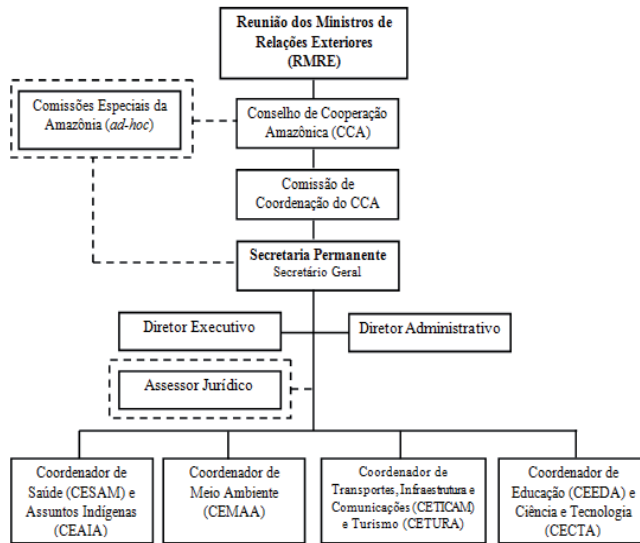 Reunião dos Ministros de
Relações Exteriores
(RMRE)
Comissões Especiais da
Amazônia (ad-hoc)
Conselho de Cooperação
Amazônica (CCA)
Comissão de
Coordenação do CCA
Secretaria Permanente
Secretário Geral
Diretor Executivo
Diretor Administrativo
Assessor Jurídico
Coordenador de
Saúde (CESAM) e
Assuntos Indígenas
(CEAIA)
Coordenador de
Meio Ambiente
(CEMAA)
Coordenador de
Transportes, Infraestrutura e
Comunicações (CETICAM)
e Turismo (CETURA)
Coordenador de
Educação (CEEDA) e
Ciência e Tecnologia
(CECTA)